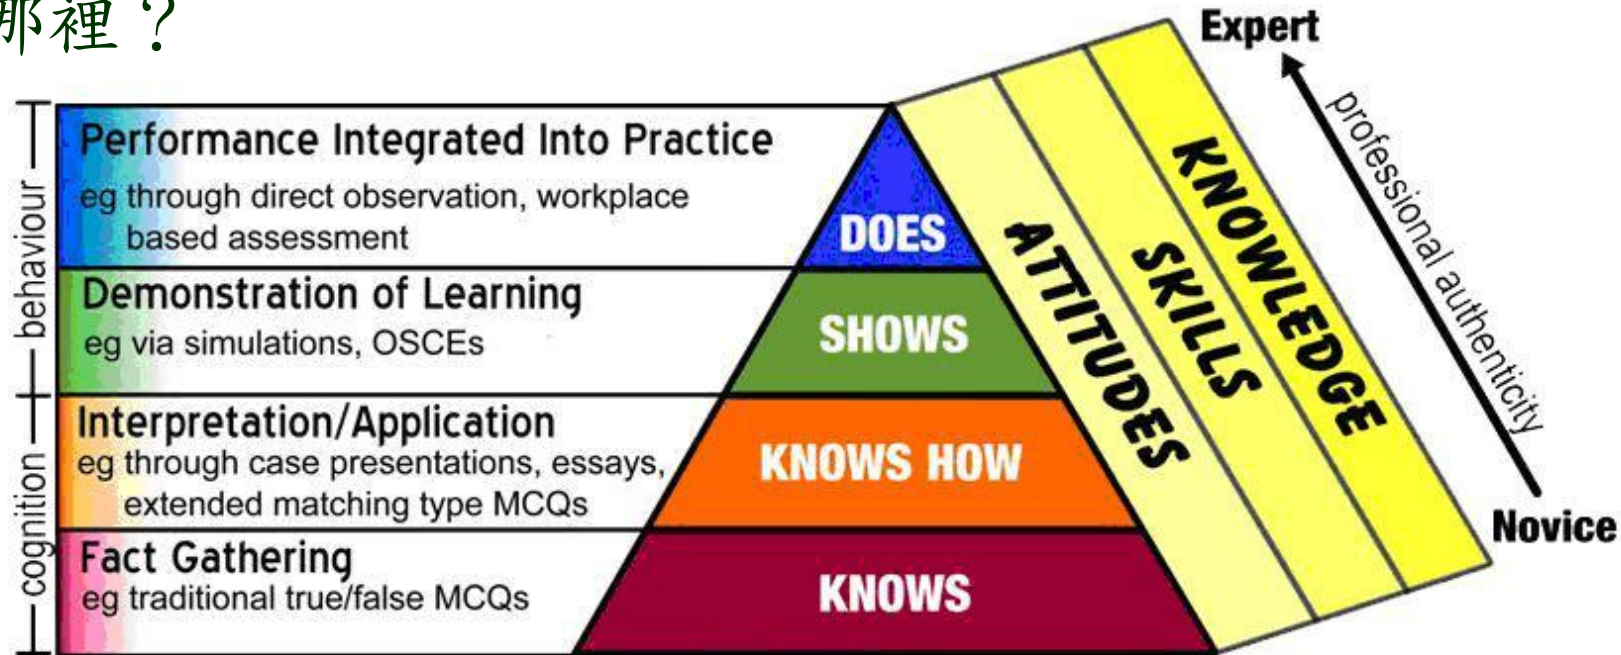 那裡？
Expert
professional authenticity
Novice
behaviour
cognition
Performance Integrated Into Practice
eg through direct observation, workplace
based assessment
DOES
Demonstration of Learning
eg via simulations, OSCEs
SHOWS
Interpretation/Application
eg through case presentations, essays,
extended matching type MCQs
KNOWS HOW
Fact Gathering
eg traditional true/false MCQs
KNOWS
ATTITUDES
SKILLS
KNOWLEDGE